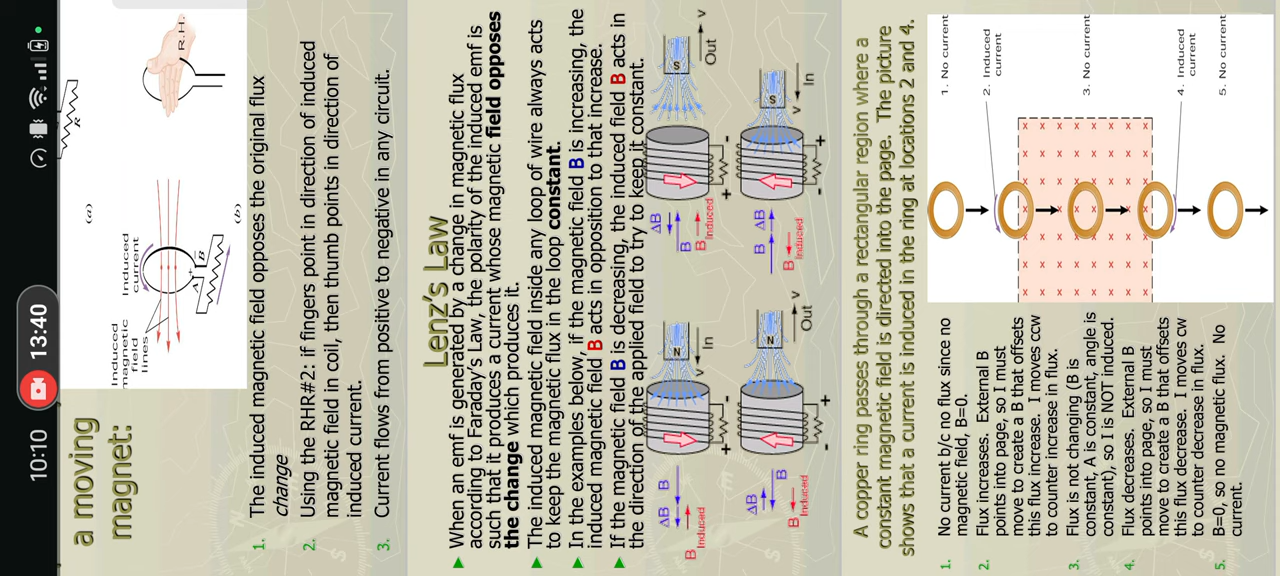 10:10
13:40
a moving
magnet:
R
(a)
Induced
magnetic
field
lines
Induced
current
A
B
R.H.
(b)
1. The induced magnetic field opposes the original flux
change
2. Using the RHR#2: if fingers point in direction of induced
magnetic field in coil, then thumb points in direction of
induced current.
3. Current flows from positive to negative in any circuit.
Lenz's Law
When an emf is generated by a change in magnetic flux
according to Faraday's Law, the polarity of the induced emf is
such that it produces a current whose magnetic field opposes
the change which produces it.
The induced magnetic field inside any loop of wire always acts
to keep the magnetic flux in the loop constant.
In the examples below, if the magnetic field B is increasing, the
induced magnetic field B acts in opposition to that increase.
If the magnetic field B is decreasing, the induced field B acts in
the direction of the applied field to try to keep it constant.
ΔB
B
B
Induced
N
v
In
- +
ΔB
B
B
Induced
S
v
Out
+ -
ΔB
B
B
Induced
N
v
Out
- +
B
ΔB
B
Induced
S
v
In
- +
A copper ring passes through a rectangular region where a
constant magnetic field is directed into the page. The picture
shows that a current is induced in the ring at locations 2 and 4.
1. No current b/c no flux since no
magnetic field, B=0.
2. Flux increases. External B
points into page, so I must
move to create a B that offsets
this flux increase. I moves ccw
to counter increase in flux.
3. Flux is not changing (B is
constant, A is constant, angle is
constant), so I is NOT induced.
4. Flux decreases. External B
points into page, so I must
move to create a B that offsets
this flux decrease. I moves cw
to counter decrease in flux.
5. B=0, so no magnetic flux. No
current.
1. No current
2. Induced
current
3. No current
4. Induced
current
5. No current